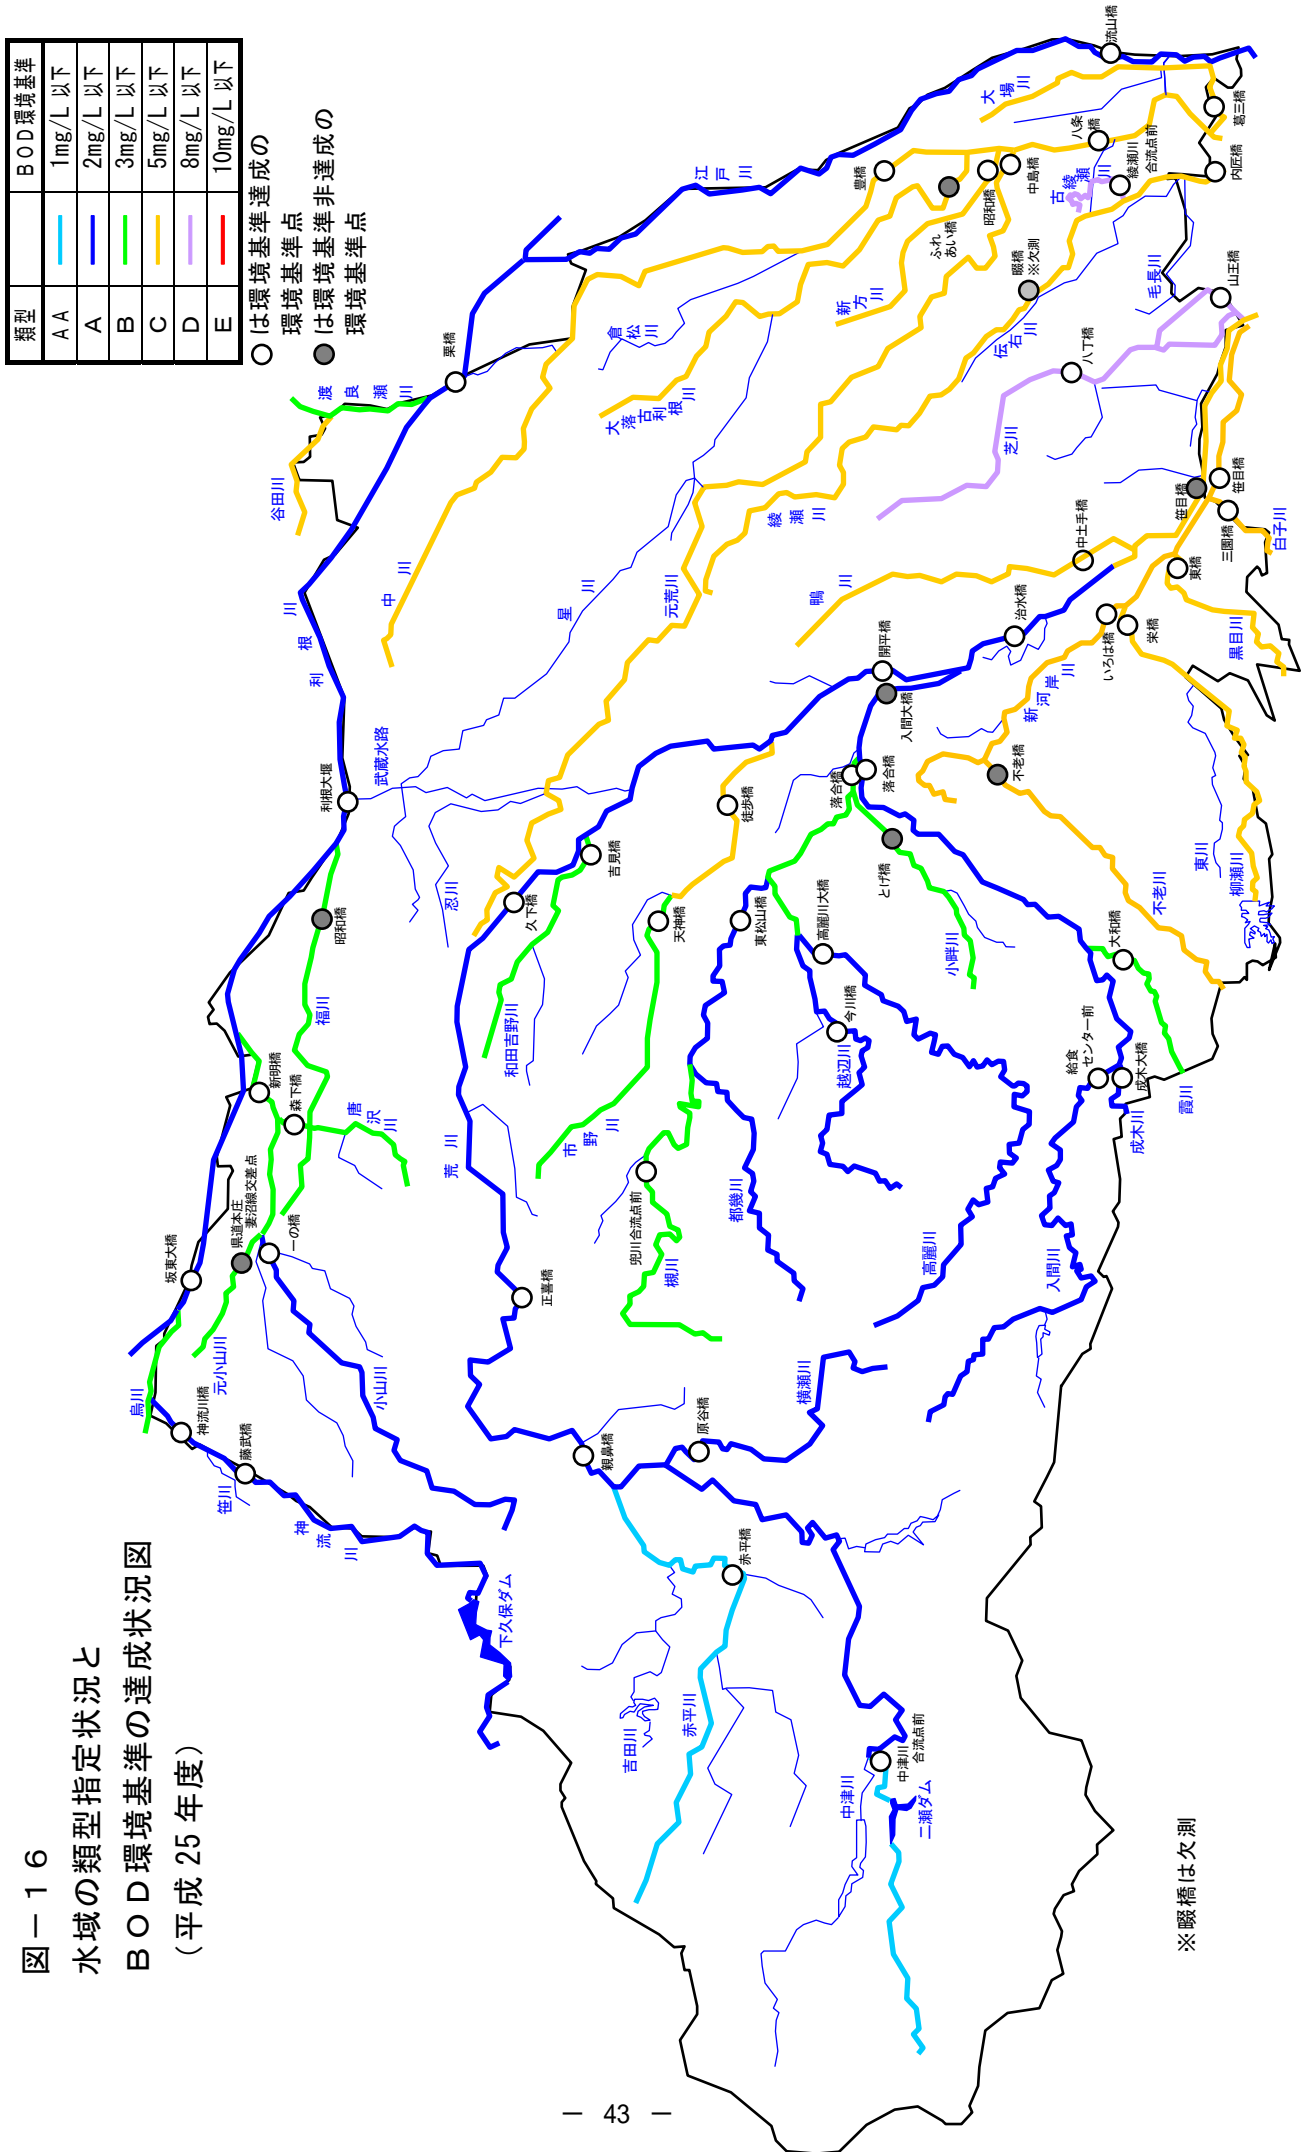 図－１６
水域の類型指定状況と
ＢＯＤ環境基準の達成状況図
（平成 25 年度）
類型 ＢＯＤ環境基準
ＡＡ 1mg/L 以下
Ａ 2mg/L 以下
Ｂ 3mg/L 以下
Ｃ 5mg/L 以下
Ｄ 8mg/L 以下
Ｅ 10mg/L 以下
○は環境基準達成の
環境基準点
●は環境基準非達成の
環境基準点
烏川
神流川橋
藤武橋
笹川
神流川
下久保ダム
元小山川
坂東大橋
県道本庄
妻沼線交差点
一の橋
小山川
新明橋
森下橋
唐沢川
福川
昭和橋
利根大堰
武蔵水路
利根川
谷田川
渡良瀬川
栗橋
中川
江戸川
倉松川
大落古利根川
星川
元荒川
忍川
綾瀬川
新方川
豊橋
ふれ
あい橋
昭和橋
中島橋
畷橋
※欠測
伝右川
古綾瀬川
綾瀬川
合流点前
八条
橋
大場川
流山橋
葛三橋
内匠橋
毛長川
山王橋
八丁橋
芝川
笹目橋
笹目橋
三園橋
白子川
東橋
黒目川
中土手橋
鴨川
治水橋
いろは橋
栄橋
新河岸川
開平橋
入間大橋
不老橋
不老川
東川
柳瀬川
落合橋
落合橋
とげ橋
小畔川
徒歩橋
吉見橋
久下橋
和田吉野川
天神橋
市野川
東松山橋
高麗川大橋
今川橋
越辺川
都幾川
高麗川
兜川合流点前
槻川
荒川
正喜橋
親鼻橋
原谷橋
横瀬川
大和橋
霞川
給食
センター前
成木大橋
成木川
入間川
赤平橋
赤平川
吉田川
中津川
中津川
合流点前
二瀬ダム
※畷橋は欠測
－ 43 －